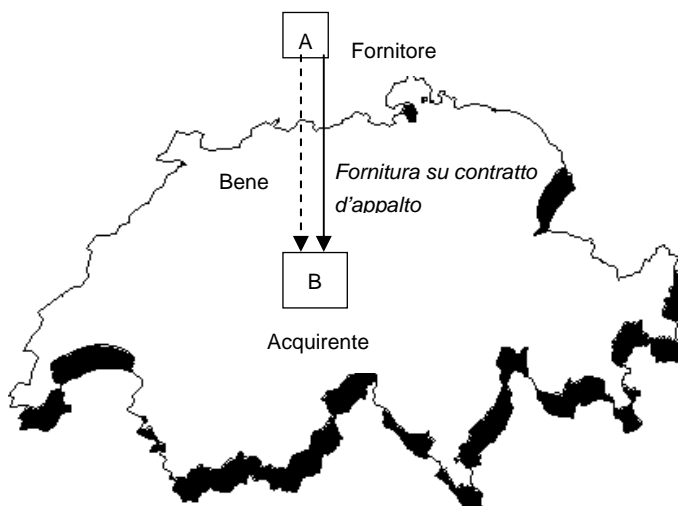 A
Fornitore
Bene
Fornitura su contratto
d'appalto
B
Acquirente